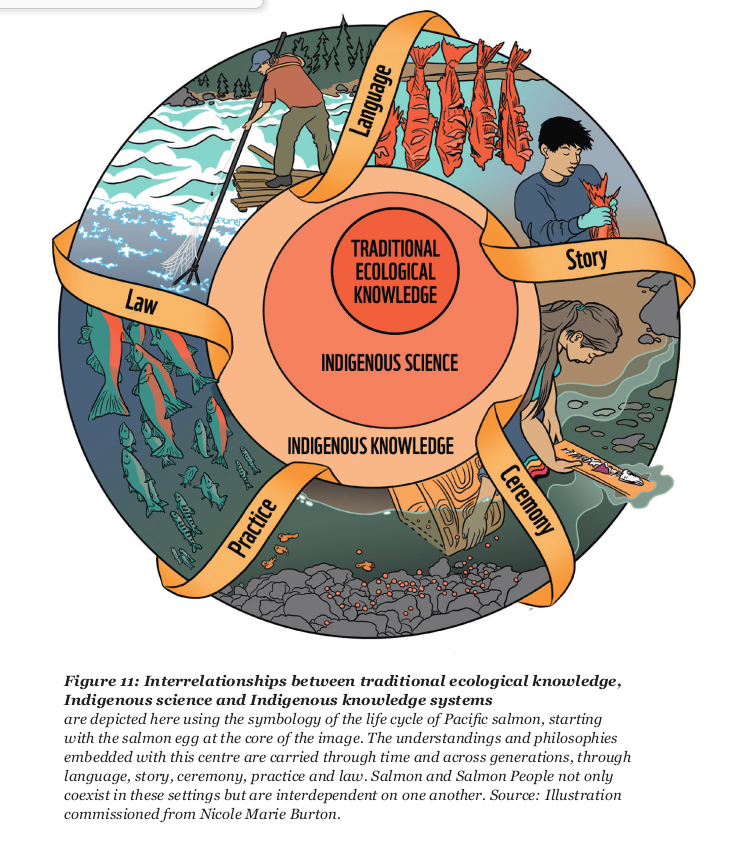 Language
Story
Law
TRADITIONAL
ECOLOGICAL
KNOWLEDGE
INDIGENOUS SCIENCE
INDIGENOUS KNOWLEDGE
Practice
Ceremony
Figure 11: Interrelationships between traditional ecological knowledge,
Indigenous science and Indigenous knowledge systems
are depicted here using the symbology of the life cycle of Pacific salmon, starting
with the salmon egg at the core of the image. The understandings and philosophies
embedded with this centre are carried through time and across generations, through
language, story, ceremony, practice and law. Salmon and Salmon People not only
coexist in these settings but are interdependent on one another. Source: Illustration
commissioned from Nicole Marie Burton.